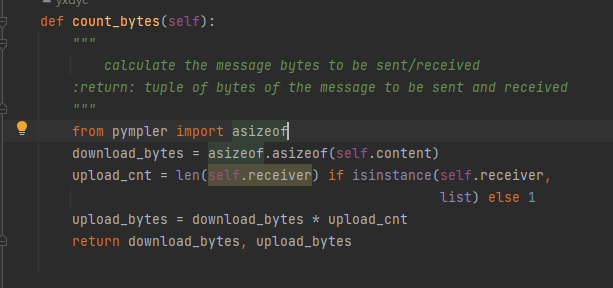 yxdyc
def count_bytes(self):
"""
calculate the message bytes to be sent/received
:return: tuple of bytes of the message to be sent and received
"""
from pympler import asizeof
download_bytes = asizeof.asizeof(self.content)
upload_cnt = len(self.receiver) if isinstance(self.receiver,
list) else 1
upload_bytes = download_bytes * upload_cnt
return download_bytes, upload_bytes